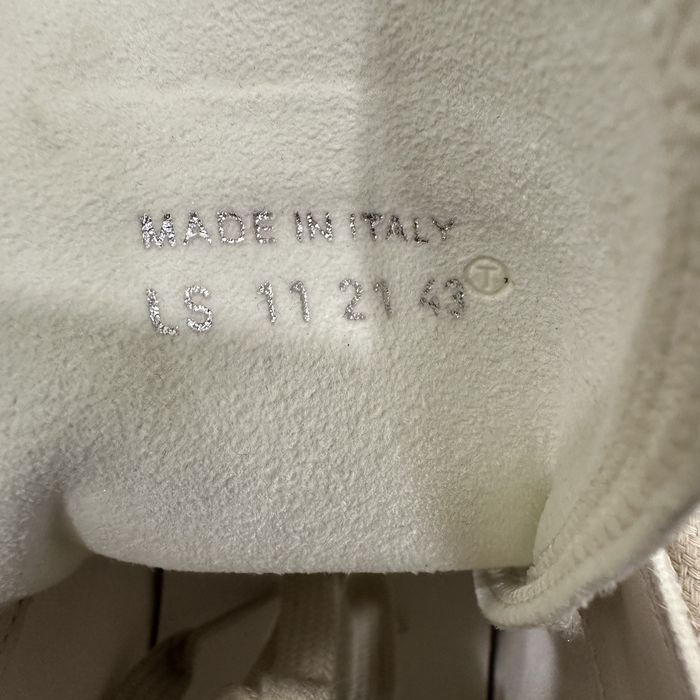 MADE IN ITALY
LS 11 21 43 T